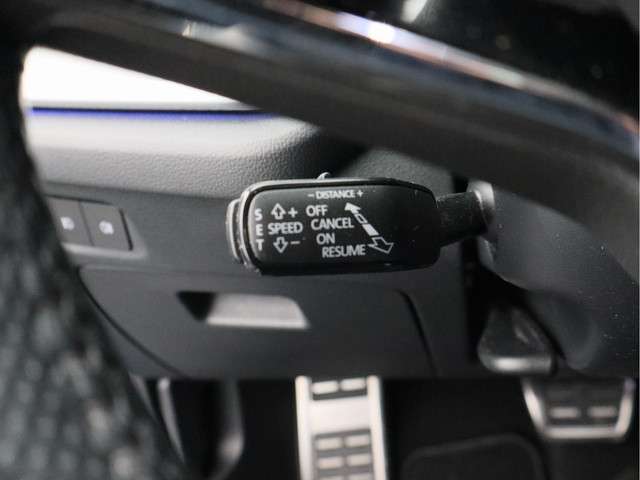 − DISTANCE +
S + OFF
E SPEED CANCEL
T − ON
RESUME